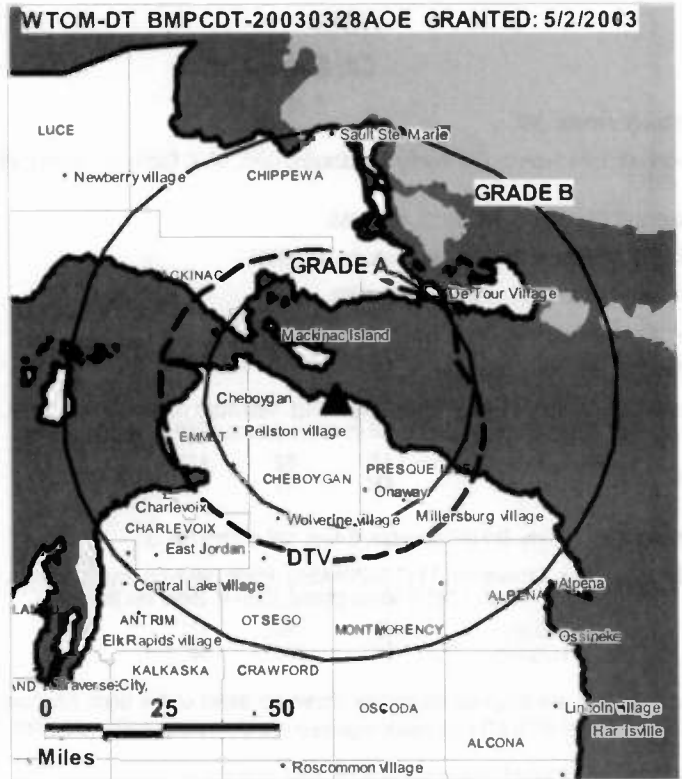 WTOM-DT BMPCDT-20030328AOE GRANTED: 5/2/2003
LUCE
Sault Ste. Marie
Newberry village
CHIPPEWA
GRADE B
GRADE A
ACKINAC
De Tour Village
Mackinac Island
Cheboygan
Pellston village
EMMET
CHEBOYGAN
PRESQUE
Onaway
Charlevoix
Wolverine village
Millersburg village
CHARLEVOIX
East Jordan
DTV
Central Lake village
ALPENA
Alpena
ANTRIM
OTSEGO
MONTMORENCY
Ossineke
Elk Rapids village
KALKASKA
CRAWFORD
Traverse City,
0 25 50
OSCODA
Lincoln village
Harrisville
Miles
ALCONA
Roscommon village